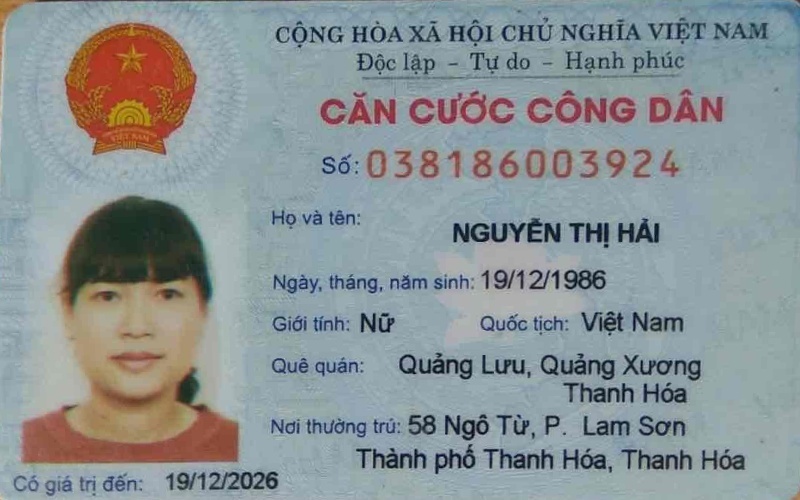 CỘNG HÒA XÃ HỘI CHỦ NGHĨA VIỆT NAM
Độc lập - Tự do - Hạnh phúc
CĂN CƯỚC CÔNG DÂN
Số: 038186003924
Họ và tên:
NGUYỄN THỊ HẢI
Ngày, tháng, năm sinh: 19/12/1986
Giới tính: Nữ Quốc tịch: Việt Nam
Quê quán: Quảng Lưu, Quảng Xương
Thanh Hóa
Nơi thường trú: 58 Ngô Từ, P. Lam Sơn
Thành phố Thanh Hóa, Thanh Hóa
Có giá trị đến: 19/12/2026
VIỆT NAM